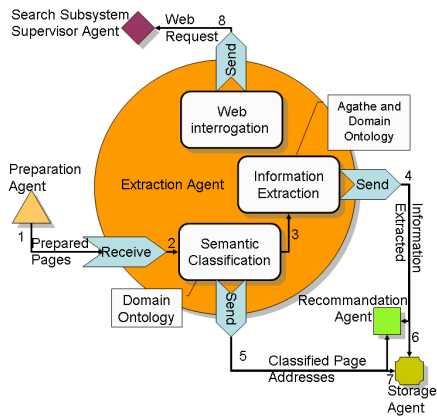 Search Subsystem
Supervisor Agent
Web
Request
8
Send
Web
interrogation
Agathe and
Domain
Ontology
Preparation
Agent
Extraction Agent
Information
Extraction
Send
4
Information
Extracted
1
Prepared
Pages
Receive
2
Semantic
Classification
3
Domain
Ontology
Send
Recommandation
Agent
5
Classified Page
Addresses
6
7
Storage
Agent